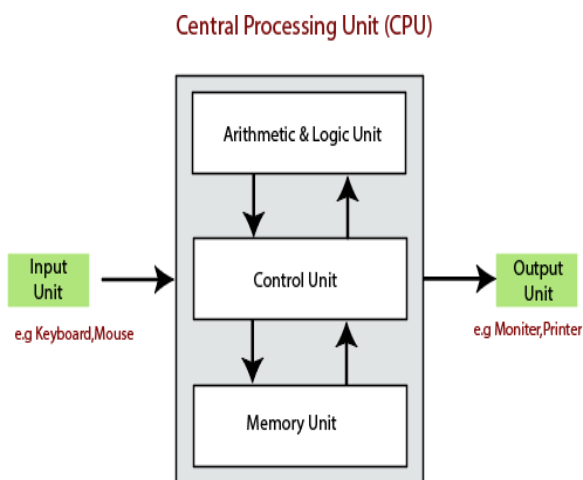 Central Processing Unit (CPU)
Arithmetic & Logic Unit
Input
Unit
Control Unit
Output
Unit
e.g Keyboard,Mouse
e.g Moniter,Printer
Memory Unit